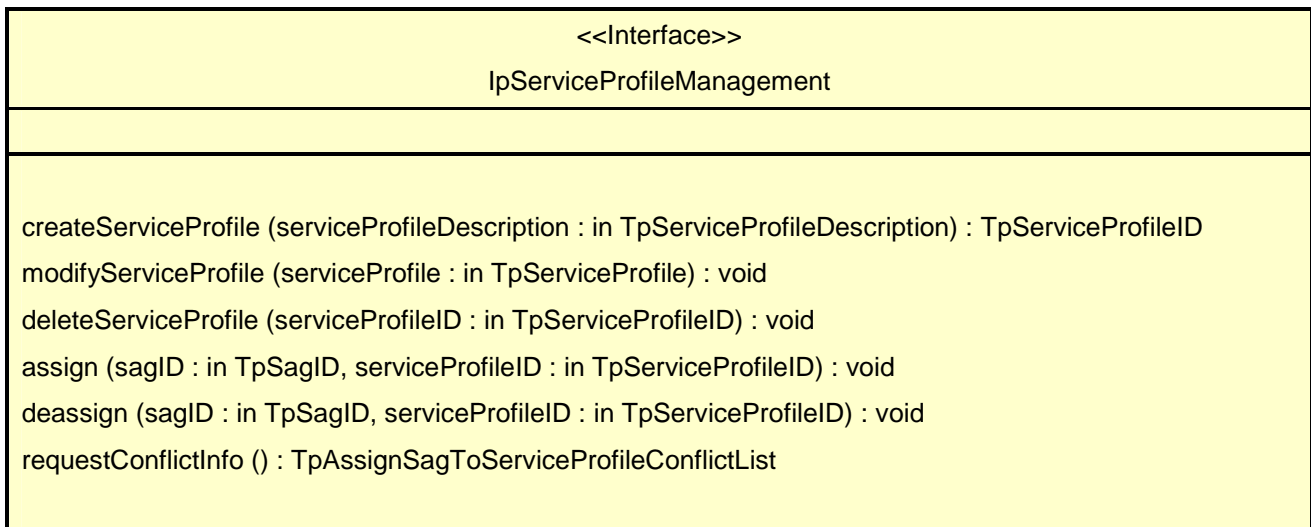 <<Interface>>
IpServiceProfileManagement
createServiceProfile (serviceProfileDescription : in TpServiceProfileDescription) : TpServiceProfileID
modifyServiceProfile (serviceProfile : in TpServiceProfile) : void
deleteServiceProfile (serviceProfileID : in TpServiceProfileID) : void
assign (sagID : in TpSagID, serviceProfileID : in TpServiceProfileID) : void
deassign (sagID : in TpSagID, serviceProfileID : in TpServiceProfileID) : void
requestConflictInfo () : TpAssignSagToServiceProfileConflictList